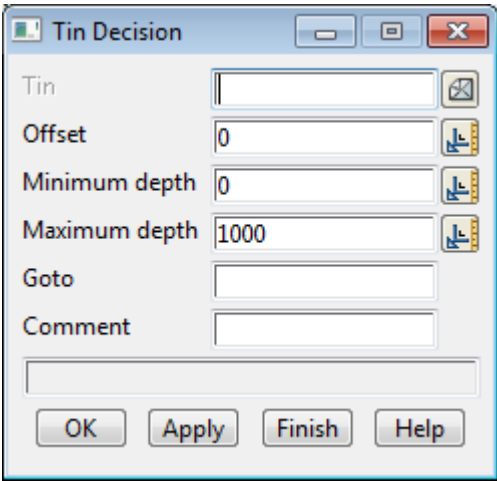 Tin Decision
Tin
Offset 0
Minimum depth 0
Maximum depth 1000
Goto
Comment
OK Apply Finish Help